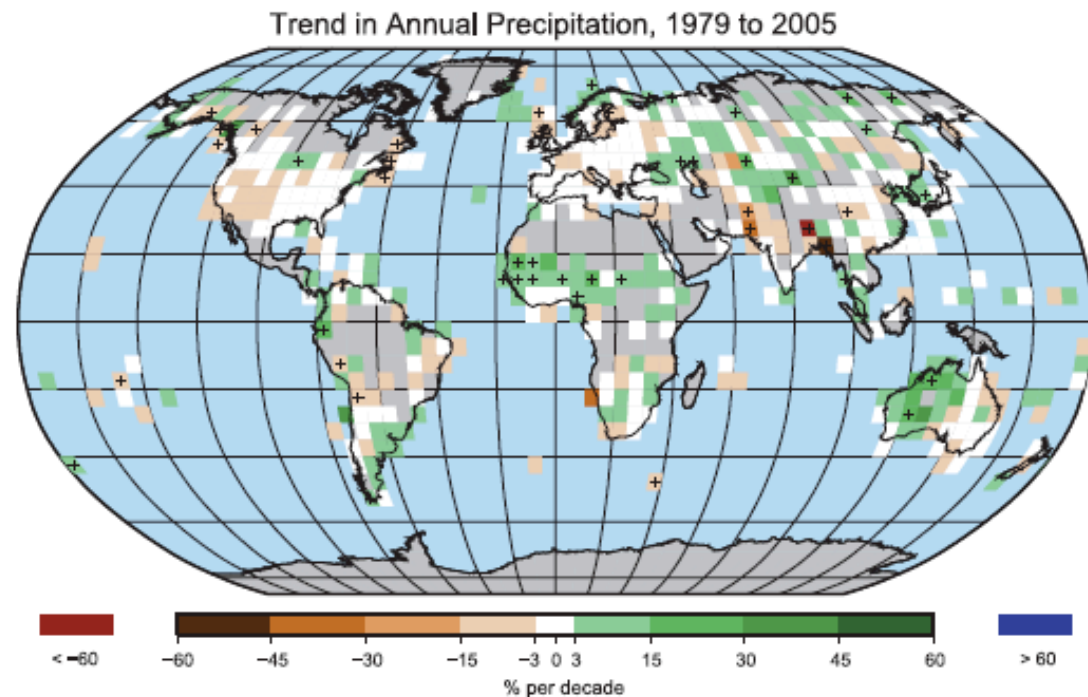 Trend in Annual Precipitation, 1979 to 2005
< −60
−60 −45 −30 −15 −3 0 3 15 30 45 60
> 60
% per decade